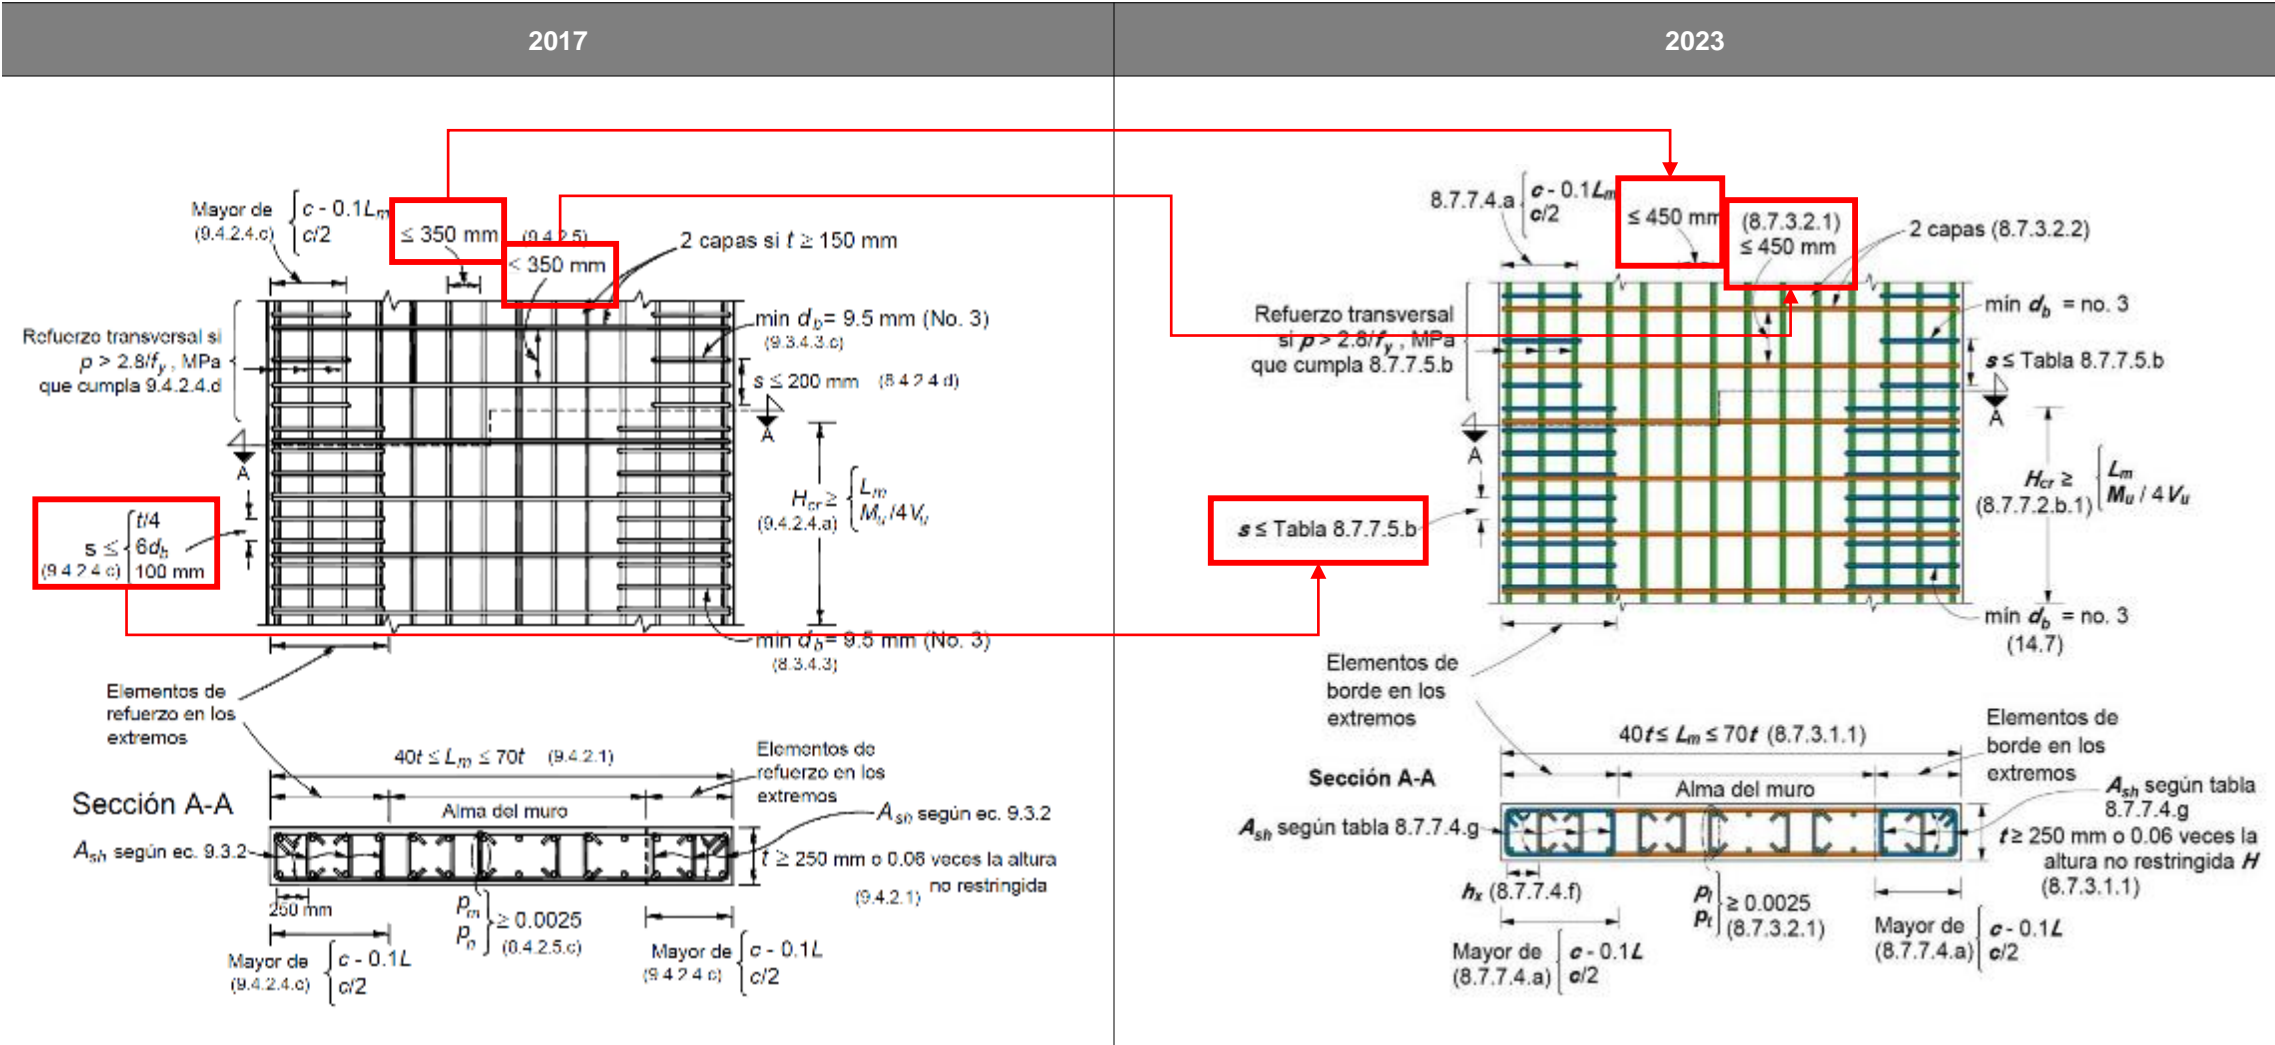 2017
2023
Mayor de { c - 0.1Lm
(9.4.2.4.c) c/2
≤ 350 mm (9.4.2.5)
≤ 350 mm
2 capas si t ≥ 150 mm
Refuerzo transversal si
p > 2.8/fy , MPa
que cumpla 9.4.2.4.d
min db = 9.5 mm (No. 3)
(9.3.4.3.c)
s ≤ 200 mm (8.4.2.4.d)
A
A
s ≤ { t/4
6db
(9.4.2.4.c) 100 mm
Hcr ≥ { Lm
(9.4.2.4.a) Mu/4Vu
min db = 9.5 mm (No. 3)
(8.3.4.3)
Elementos de
refuerzo en los
extremos
40t ≤ Lm ≤ 70t (9.4.2.1)
Elementos de
refuerzo en los
extremos
Sección A-A
Alma del muro
Ash según ec. 9.3.2
Ash según ec. 9.3.2
t ≥ 250 mm o 0.06 veces la altura
no restringida
(9.4.2.1)
250 mm
pm
pn } ≥ 0.0025
(8.4.2.5.c)
Mayor de { c - 0.1L
(9.4.2.4.c) c/2
Mayor de { c - 0.1L
(9.4.2.4.c) c/2
8.7.7.4.a { c - 0.1Lm
c/2
≤ 450 mm
(8.7.3.2.1)
≤ 450 mm
2 capas (8.7.3.2.2)
Refuerzo transversal
si p > 2.8/fy , MPa
que cumpla 8.7.7.5.b
mín db = no. 3
s ≤ Tabla 8.7.7.5.b
A
A
s ≤ Tabla 8.7.7.5.b
Hcr ≥ { Lm
(8.7.7.2.b.1) Mu / 4Vu
mín db = no. 3
(14.7)
Elementos de
borde en los
extremos
40t ≤ Lm ≤ 70t (8.7.3.1.1)
Elementos de
borde en los
extremos
Sección A-A
Alma del muro
Ash según tabla 8.7.7.4.g
Ash según tabla
8.7.7.4.g
t ≥ 250 mm o 0.06 veces la
altura no restringida H
(8.7.3.1.1)
hx (8.7.7.4.f)
pl
pt } ≥ 0.0025
(8.7.3.2.1)
Mayor de { c - 0.1L
(8.7.7.4.a) c/2
Mayor de { c - 0.1L
(8.7.7.4.a) c/2